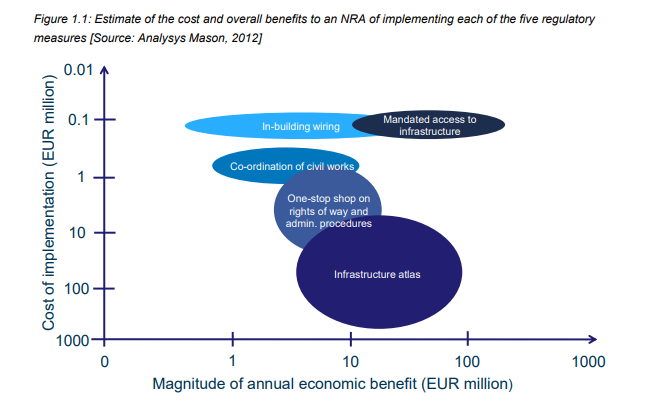 Figure 1.1: Estimate of the cost and overall benefits to an NRA of implementing each of the five regulatory
measures [Source: Analysys Mason, 2012]
Cost of implementation (EUR million)
0.01
0.1
1
10
100
1000
In-building wiring
Mandated access to
infrastructure
Co-ordination of civil works
One-stop shop on
rights of way and
admin. procedures
Infrastructure atlas
0
1
10
100
1000
Magnitude of annual economic benefit (EUR million)